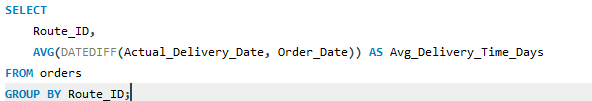 SELECT
    Route_ID,
    AVG(DATEDIFF(Actual_Delivery_Date, Order_Date)) AS Avg_Delivery_Time_Days
FROM orders
GROUP BY Route_ID;